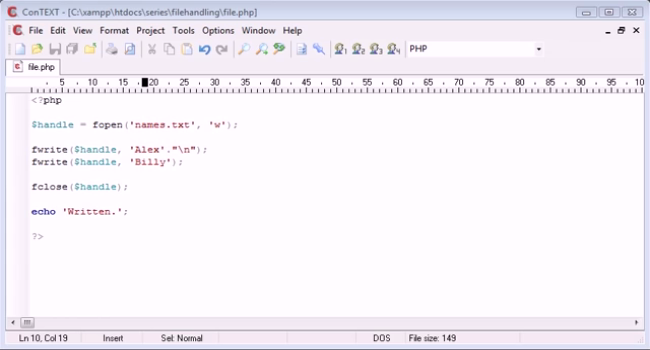 ConTEXT - [C:\xampp\htdocs\series\filehandling\file.php]
File Edit View Format Project Tools Options Window Help
PHP
file.php
5 10 15 20 25 30 35 40 45 50 55 60 65 70 75 80 85 90 95 10
<?php
$handle = fopen('names.txt', 'w');
fwrite($handle, 'Alex'."\n");
fwrite($handle, 'Billy');
fclose($handle);
echo 'Written.';
?>
Ln 10, Col 19 Insert Sel: Normal DOS File size: 149